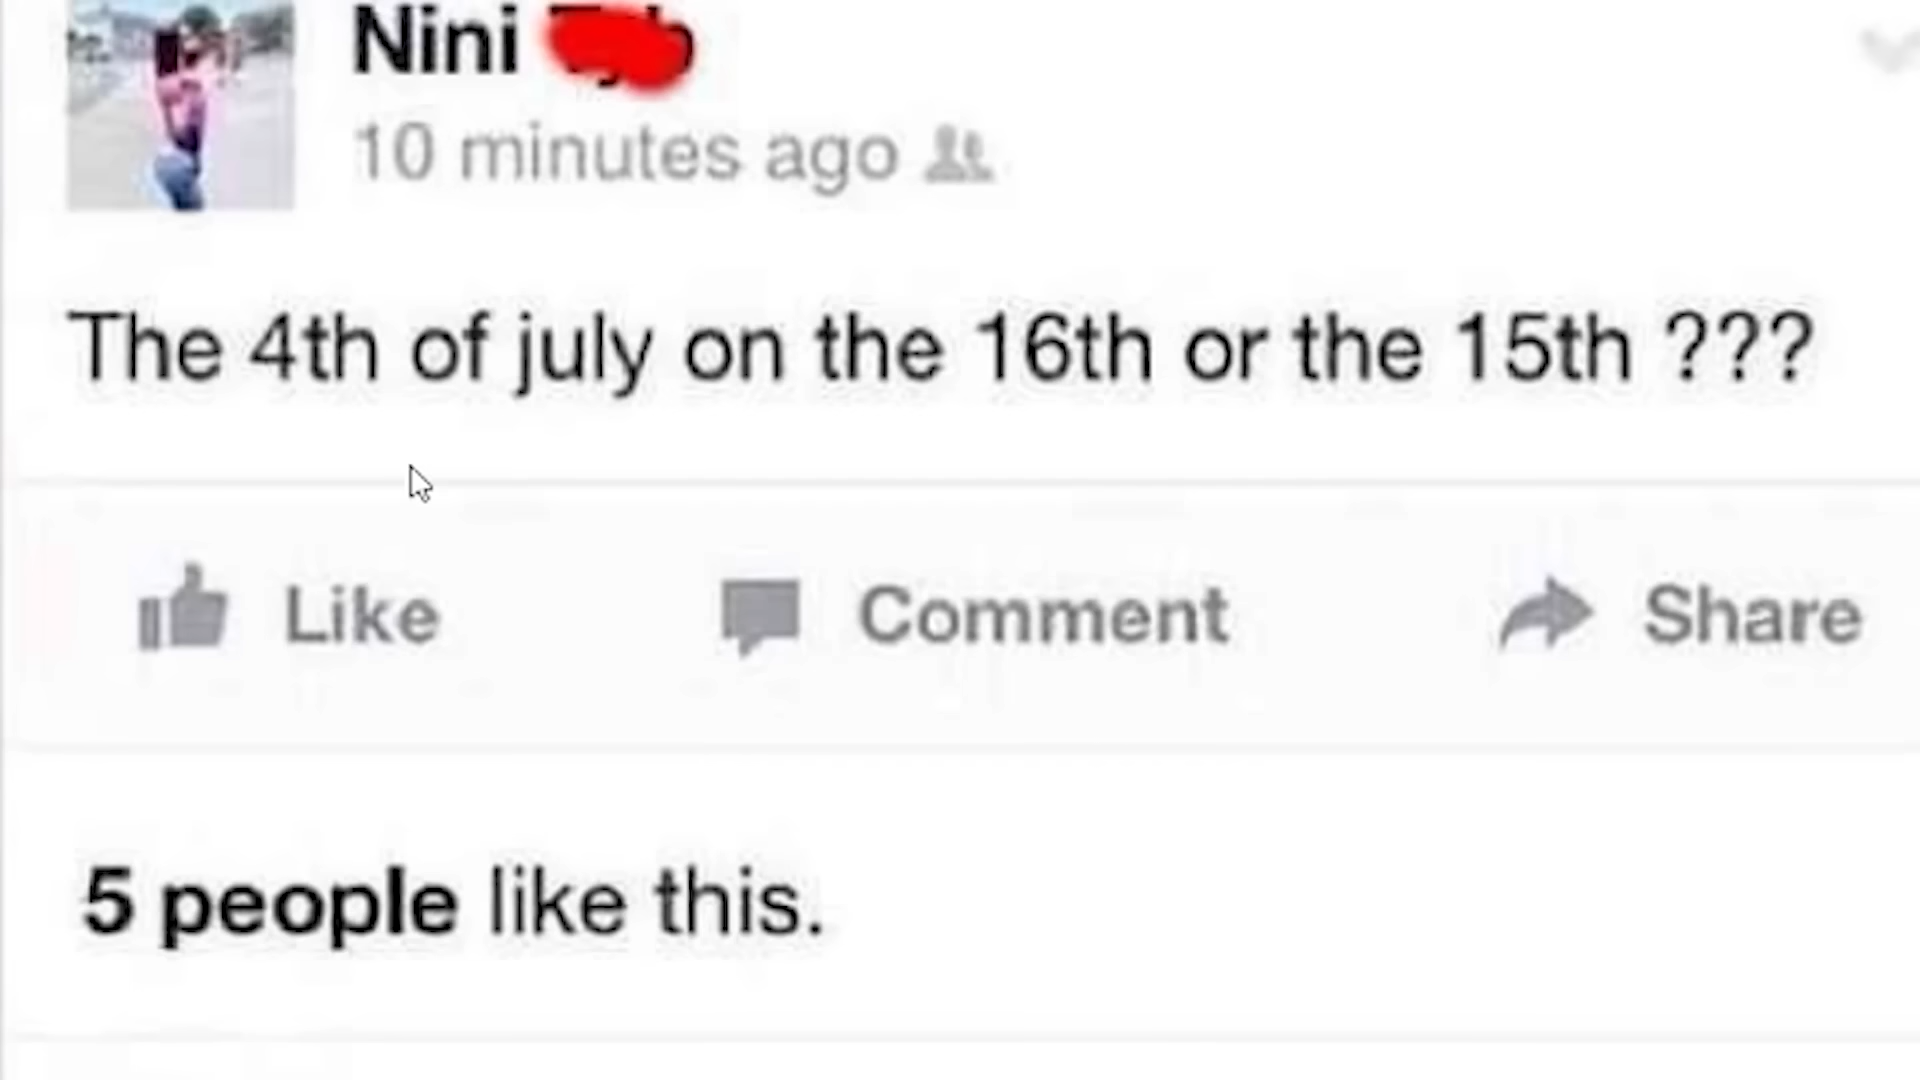 Nini
10 minutes ago
The 4th of july on the 16th or the 15th ???
Like Comment Share
5 people like this.